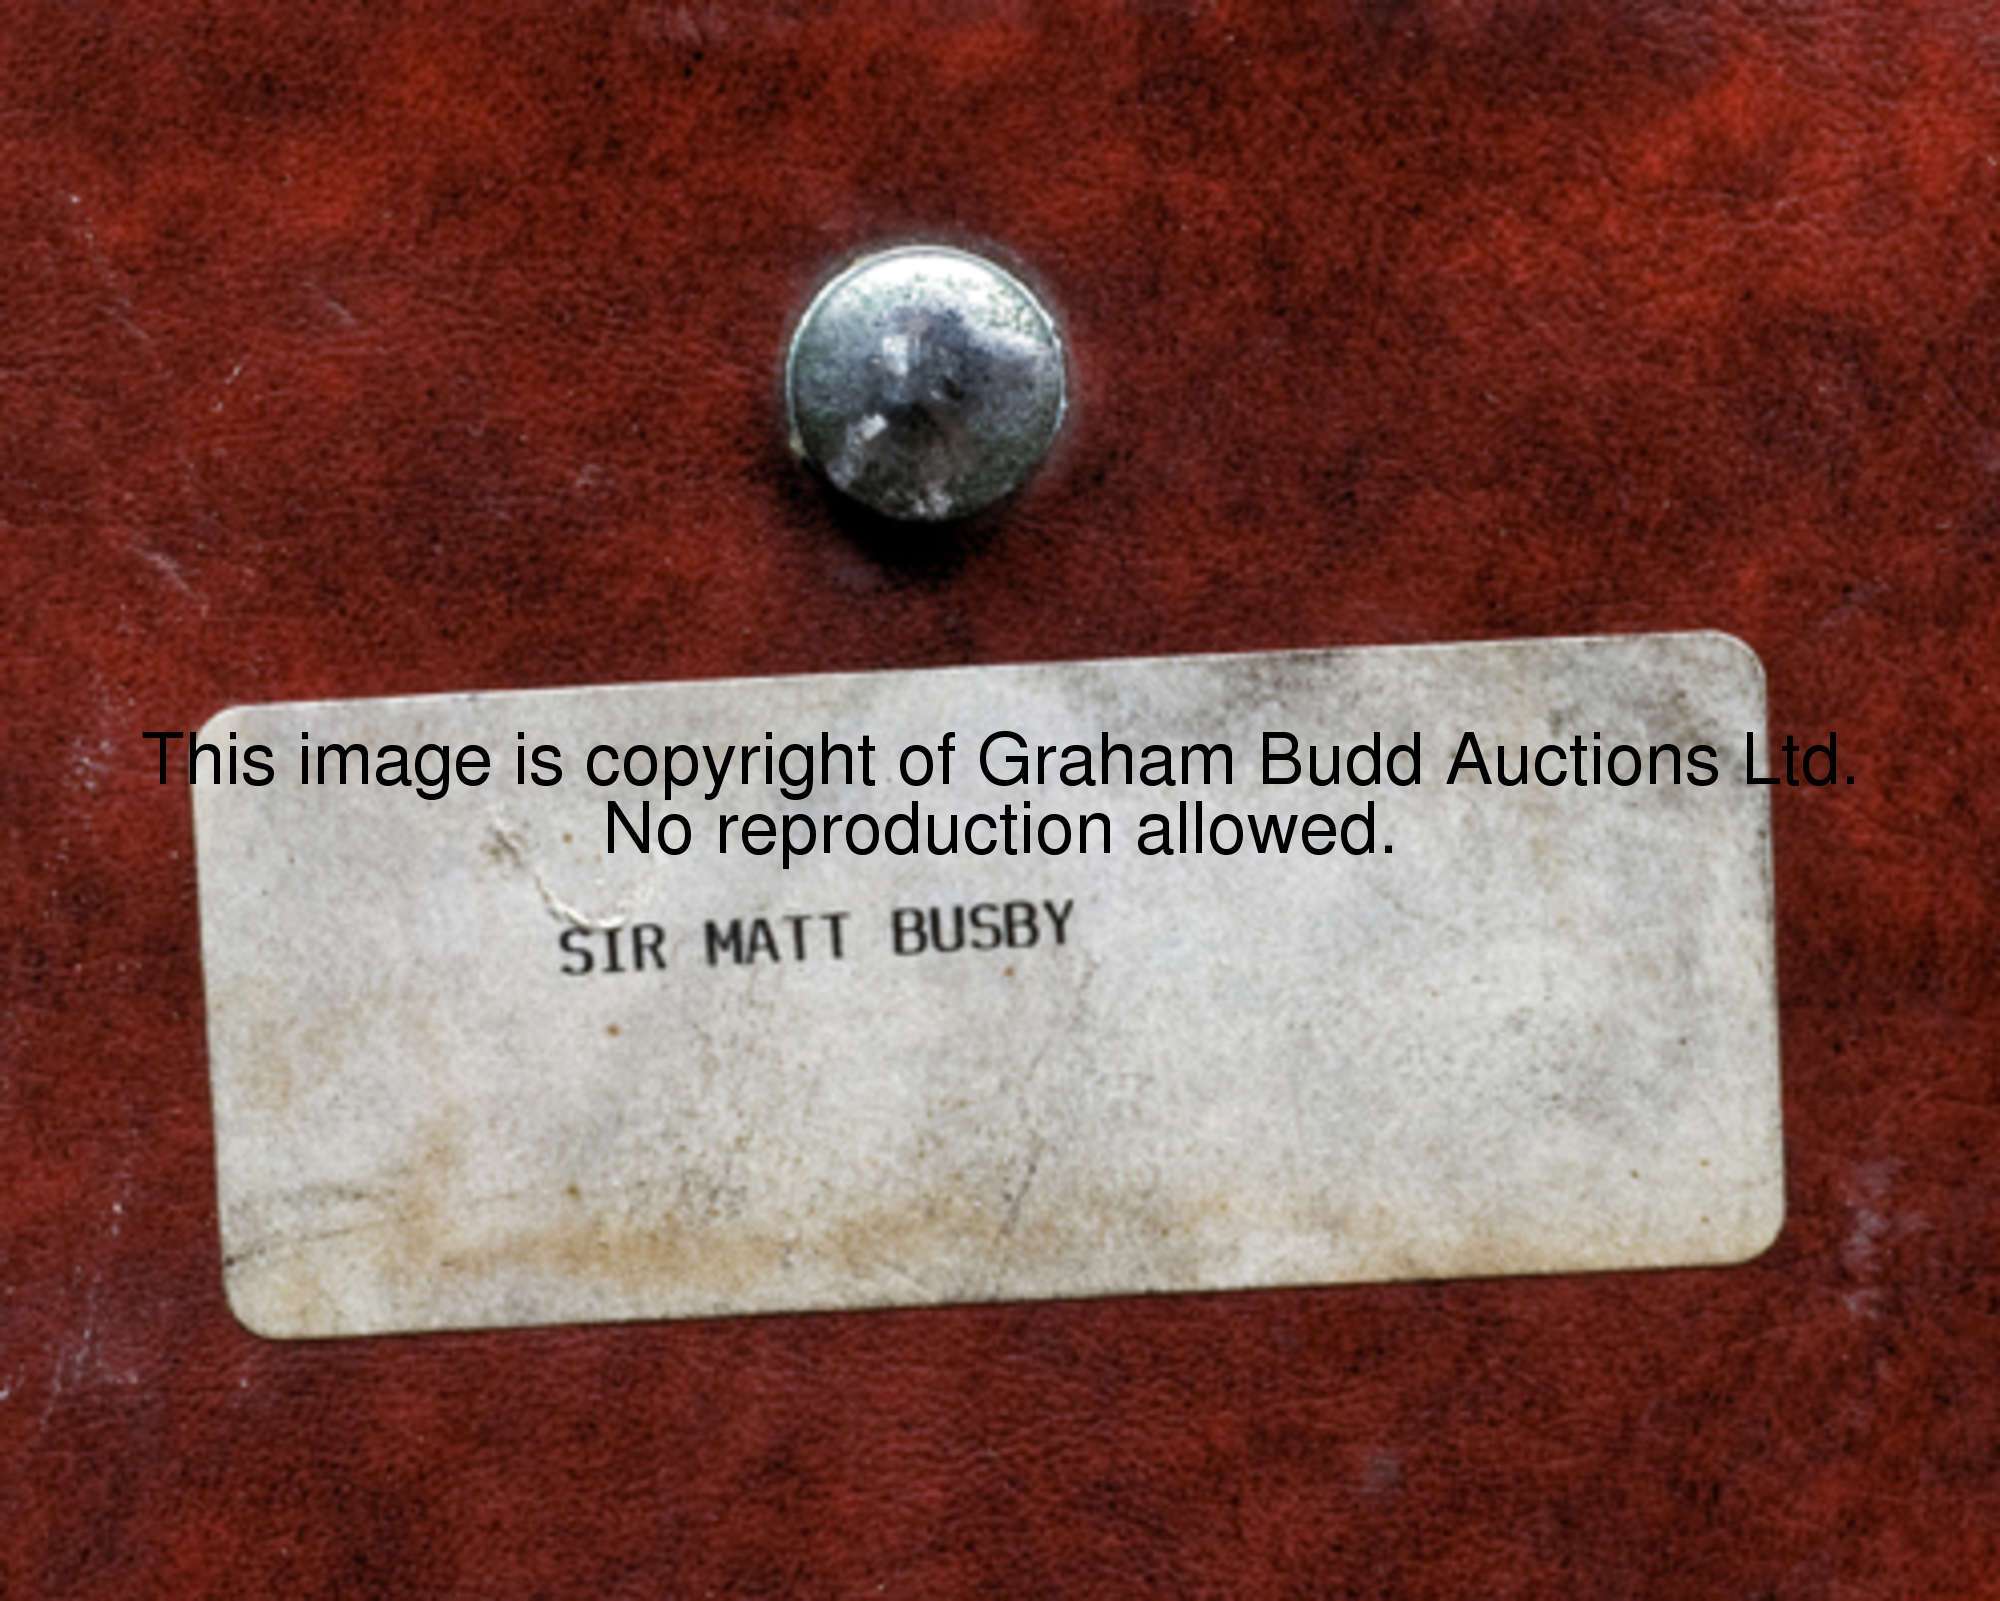 This image is copyright of Graham Budd Auctions Ltd.
No reproduction allowed.
SIR MATT BUSBY